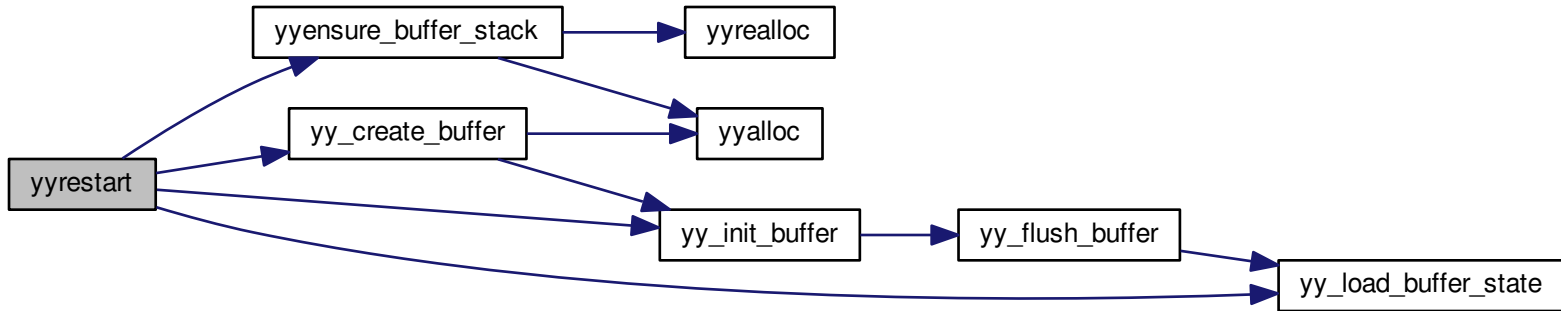 yyensure_buffer_stack
yyrealloc
yy_create_buffer
yyalloc
yyrestart
yy_init_buffer
yy_flush_buffer
yy_load_buffer_state